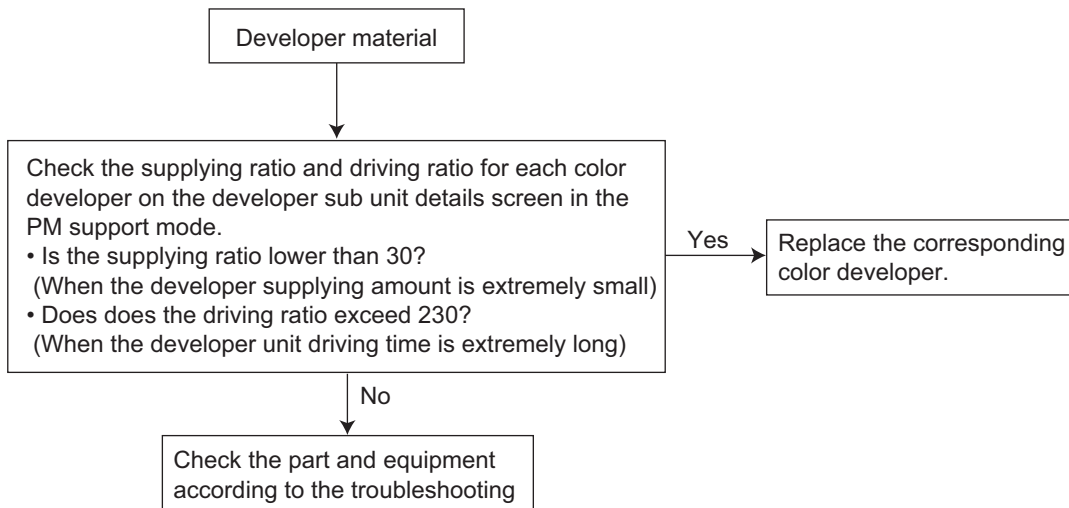 Developer material
Check the supplying ratio and driving ratio for each color
developer on the developer sub unit details screen in the
PM support mode.
• Is the supplying ratio lower than 30?
(When the developer supplying amount is extremely small)
• Does does the driving ratio exceed 230?
(When the developer unit driving time is extremely long)
Yes
Replace the corresponding
color developer.
No
Check the part and equipment
according to the troubleshooting